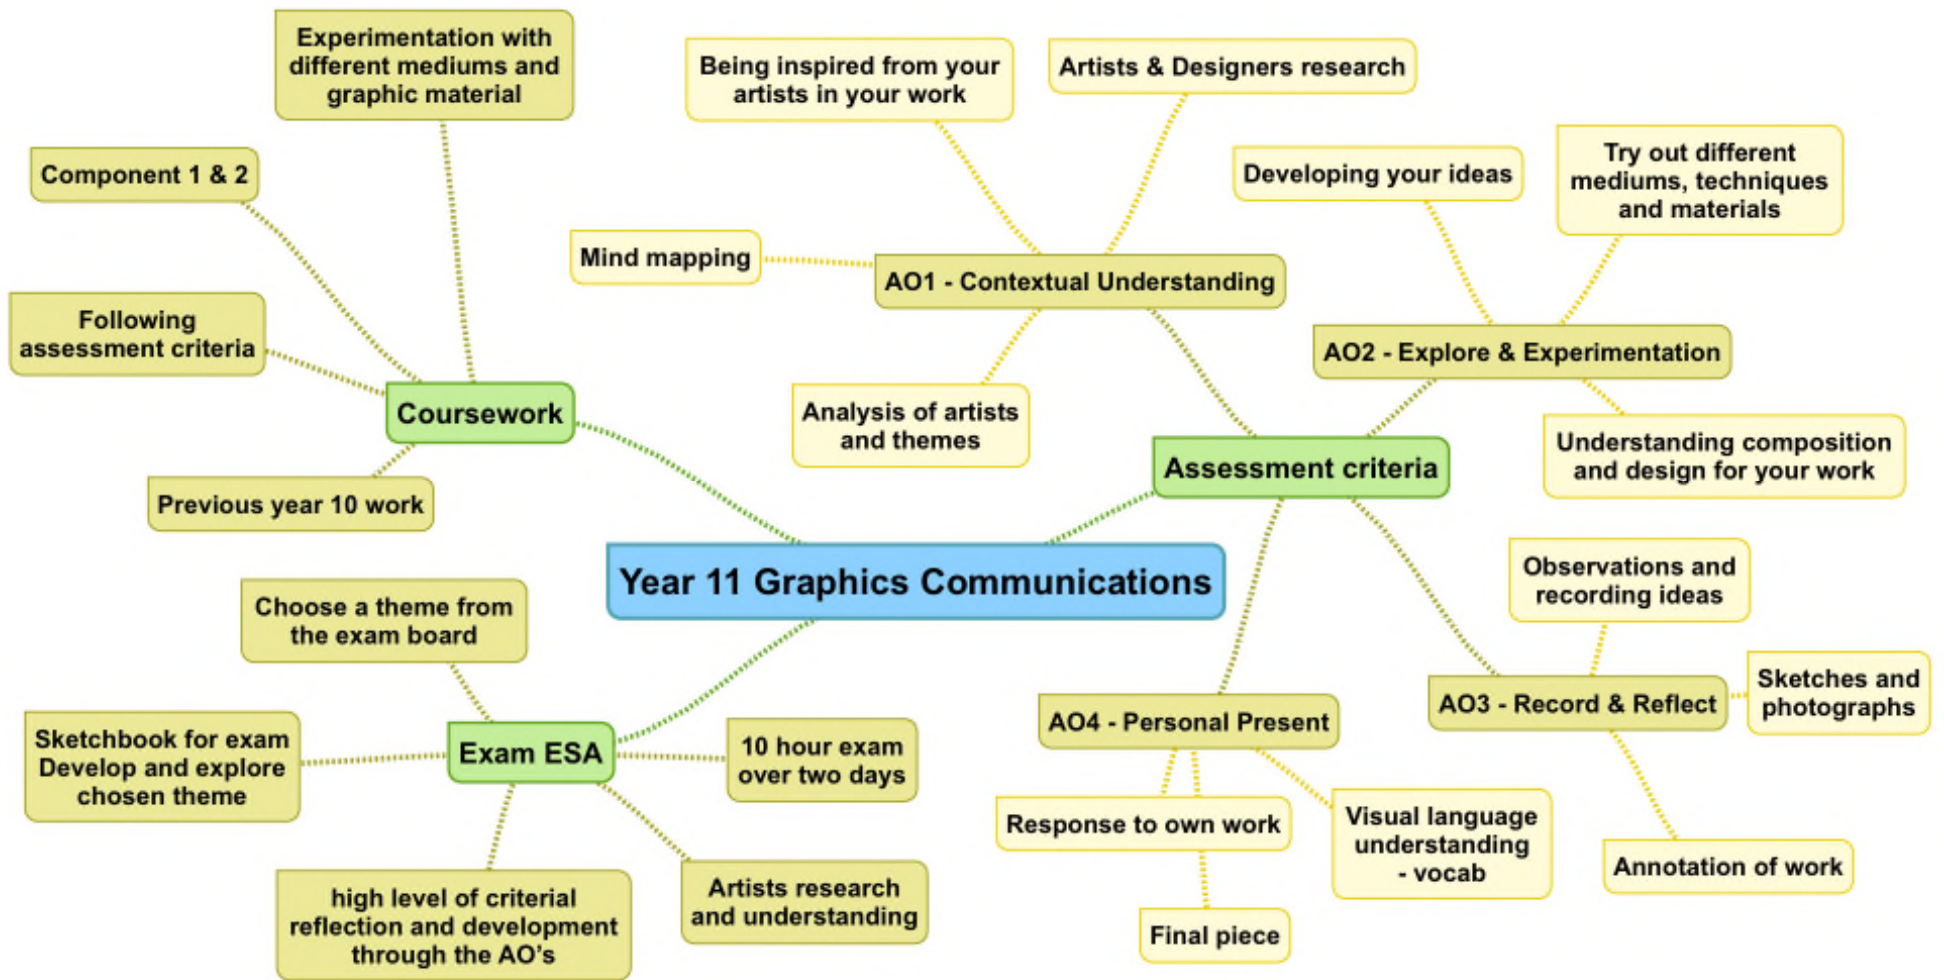 Experimentation with
different mediums and
graphic material
Component 1 & 2
Following
assessment criteria
Coursework
Previous year 10 work
Being inspired from your
artists in your work
Artists & Designers research
Mind mapping
AO1 - Contextual Understanding
Analysis of artists
and themes
Developing your ideas
Try out different
mediums, techniques
and materials
AO2 - Explore & Experimentation
Understanding composition
and design for your work
Assessment criteria
Year 11 Graphics Communications
Choose a theme from
the exam board
Sketchbook for exam
Develop and explore
chosen theme
Exam ESA
10 hour exam
over two days
high level of criterial
reflection and development
through the AO's
Artists research
and understanding
Observations and
recording ideas
AO3 - Record & Reflect
Sketches and
photographs
Annotation of work
AO4 - Personal Present
Response to own work
Visual language
understanding
- vocab
Final piece